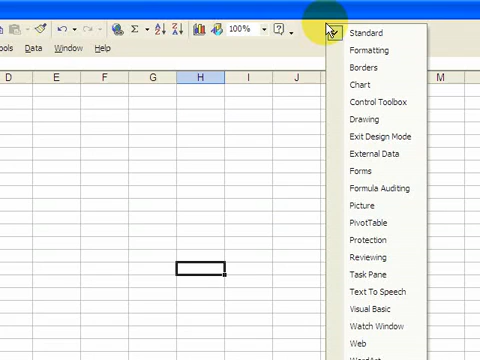 Σ 100% ?
ools Data Window Help
D E F G H I J M
Standard
Formatting
Borders
Chart
Control Toolbox
Drawing
Exit Design Mode
External Data
Forms
Formula Auditing
Picture
PivotTable
Protection
Reviewing
Task Pane
Text To Speech
Visual Basic
Watch Window
Web
WordArt